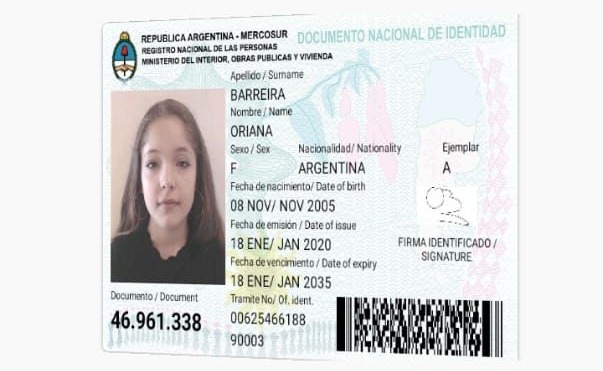 REPUBLICA ARGENTINA - MERCOSUR
REGISTRO NACIONAL DE LAS PERSONAS
MINISTERIO DEL INTERIOR, OBRAS PUBLICAS Y VIVIENDA
DOCUMENTO NACIONAL DE IDENTIDAD
Apellido / Surname
BARREIRA
Nombre / Name
ORIANA
Sexo / Sex Nacionalidad/ Nationality Ejemplar
F ARGENTINA A
Fecha de nacimiento/ Date of birth
08 NOV/ NOV 2005
Fecha de emisión / Date of issue
18 ENE/ JAN 2020
Fecha de vencimiento / Date of expiry
18 ENE/ JAN 2035
FIRMA IDENTIFICADO /
SIGNATURE
Documento / Document
46.961.338
Tramite No/ Of. ident.
00625466188
90003